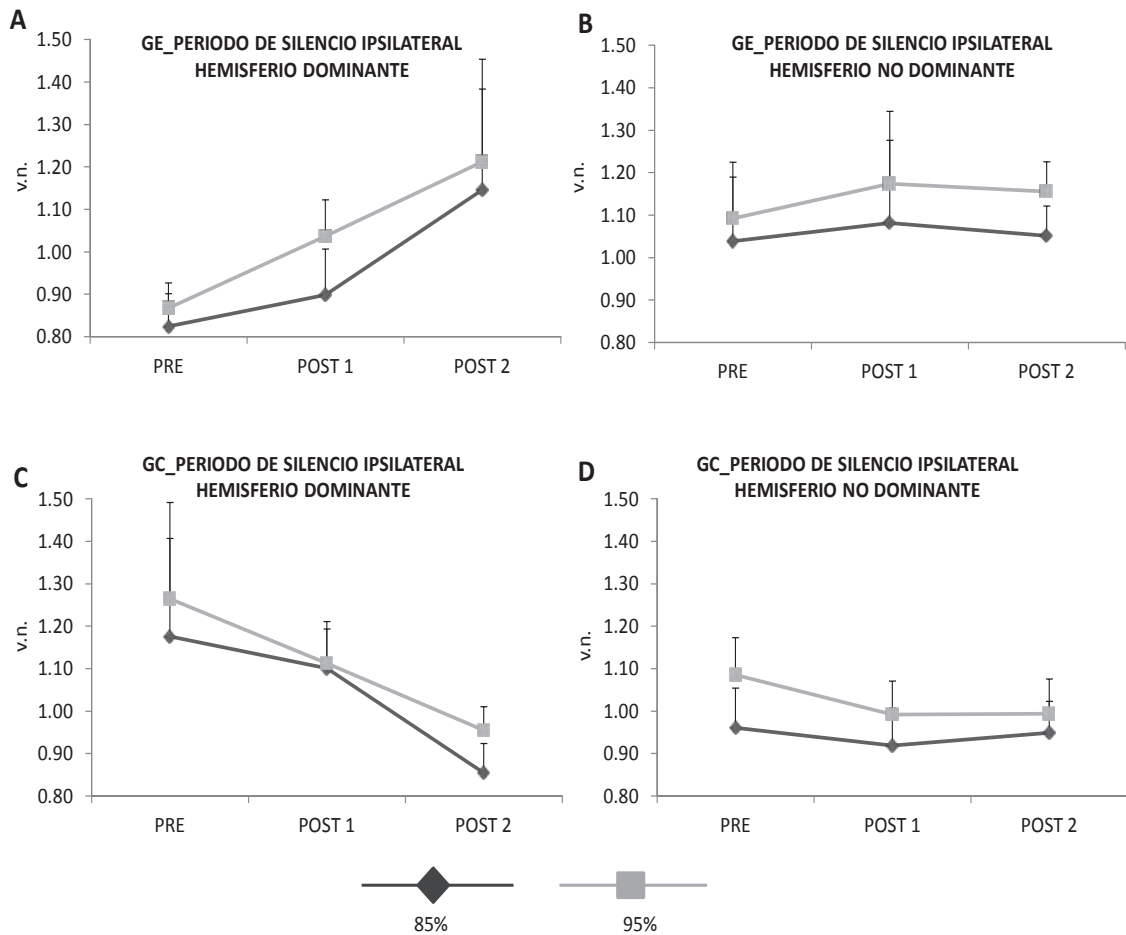 A
GE_PERIODO DE SILENCIO IPSILATERAL
HEMISFERIO DOMINANTE
1.50
1.40
1.30
1.20
1.10
1.00
0.90
0.80
v.n.
PRE
POST 1
POST 2
B
GE_PERIODO DE SILENCIO IPSILATERAL
HEMISFERIO NO DOMINANTE
1.50
1.40
1.30
1.20
1.10
1.00
0.90
0.80
v.n.
PRE
POST 1
POST 2
C
GC_PERIODO DE SILENCIO IPSILATERAL
HEMISFERIO DOMINANTE
1.50
1.40
1.30
1.20
1.10
1.00
0.90
0.80
v.n.
PRE
POST 1
POST 2
D
GC_PERIODO DE SILENCIO IPSILATERAL
HEMISFERIO NO DOMINANTE
1.50
1.40
1.30
1.20
1.10
1.00
0.90
0.80
v.n.
PRE
POST 1
POST 2
85%
95%